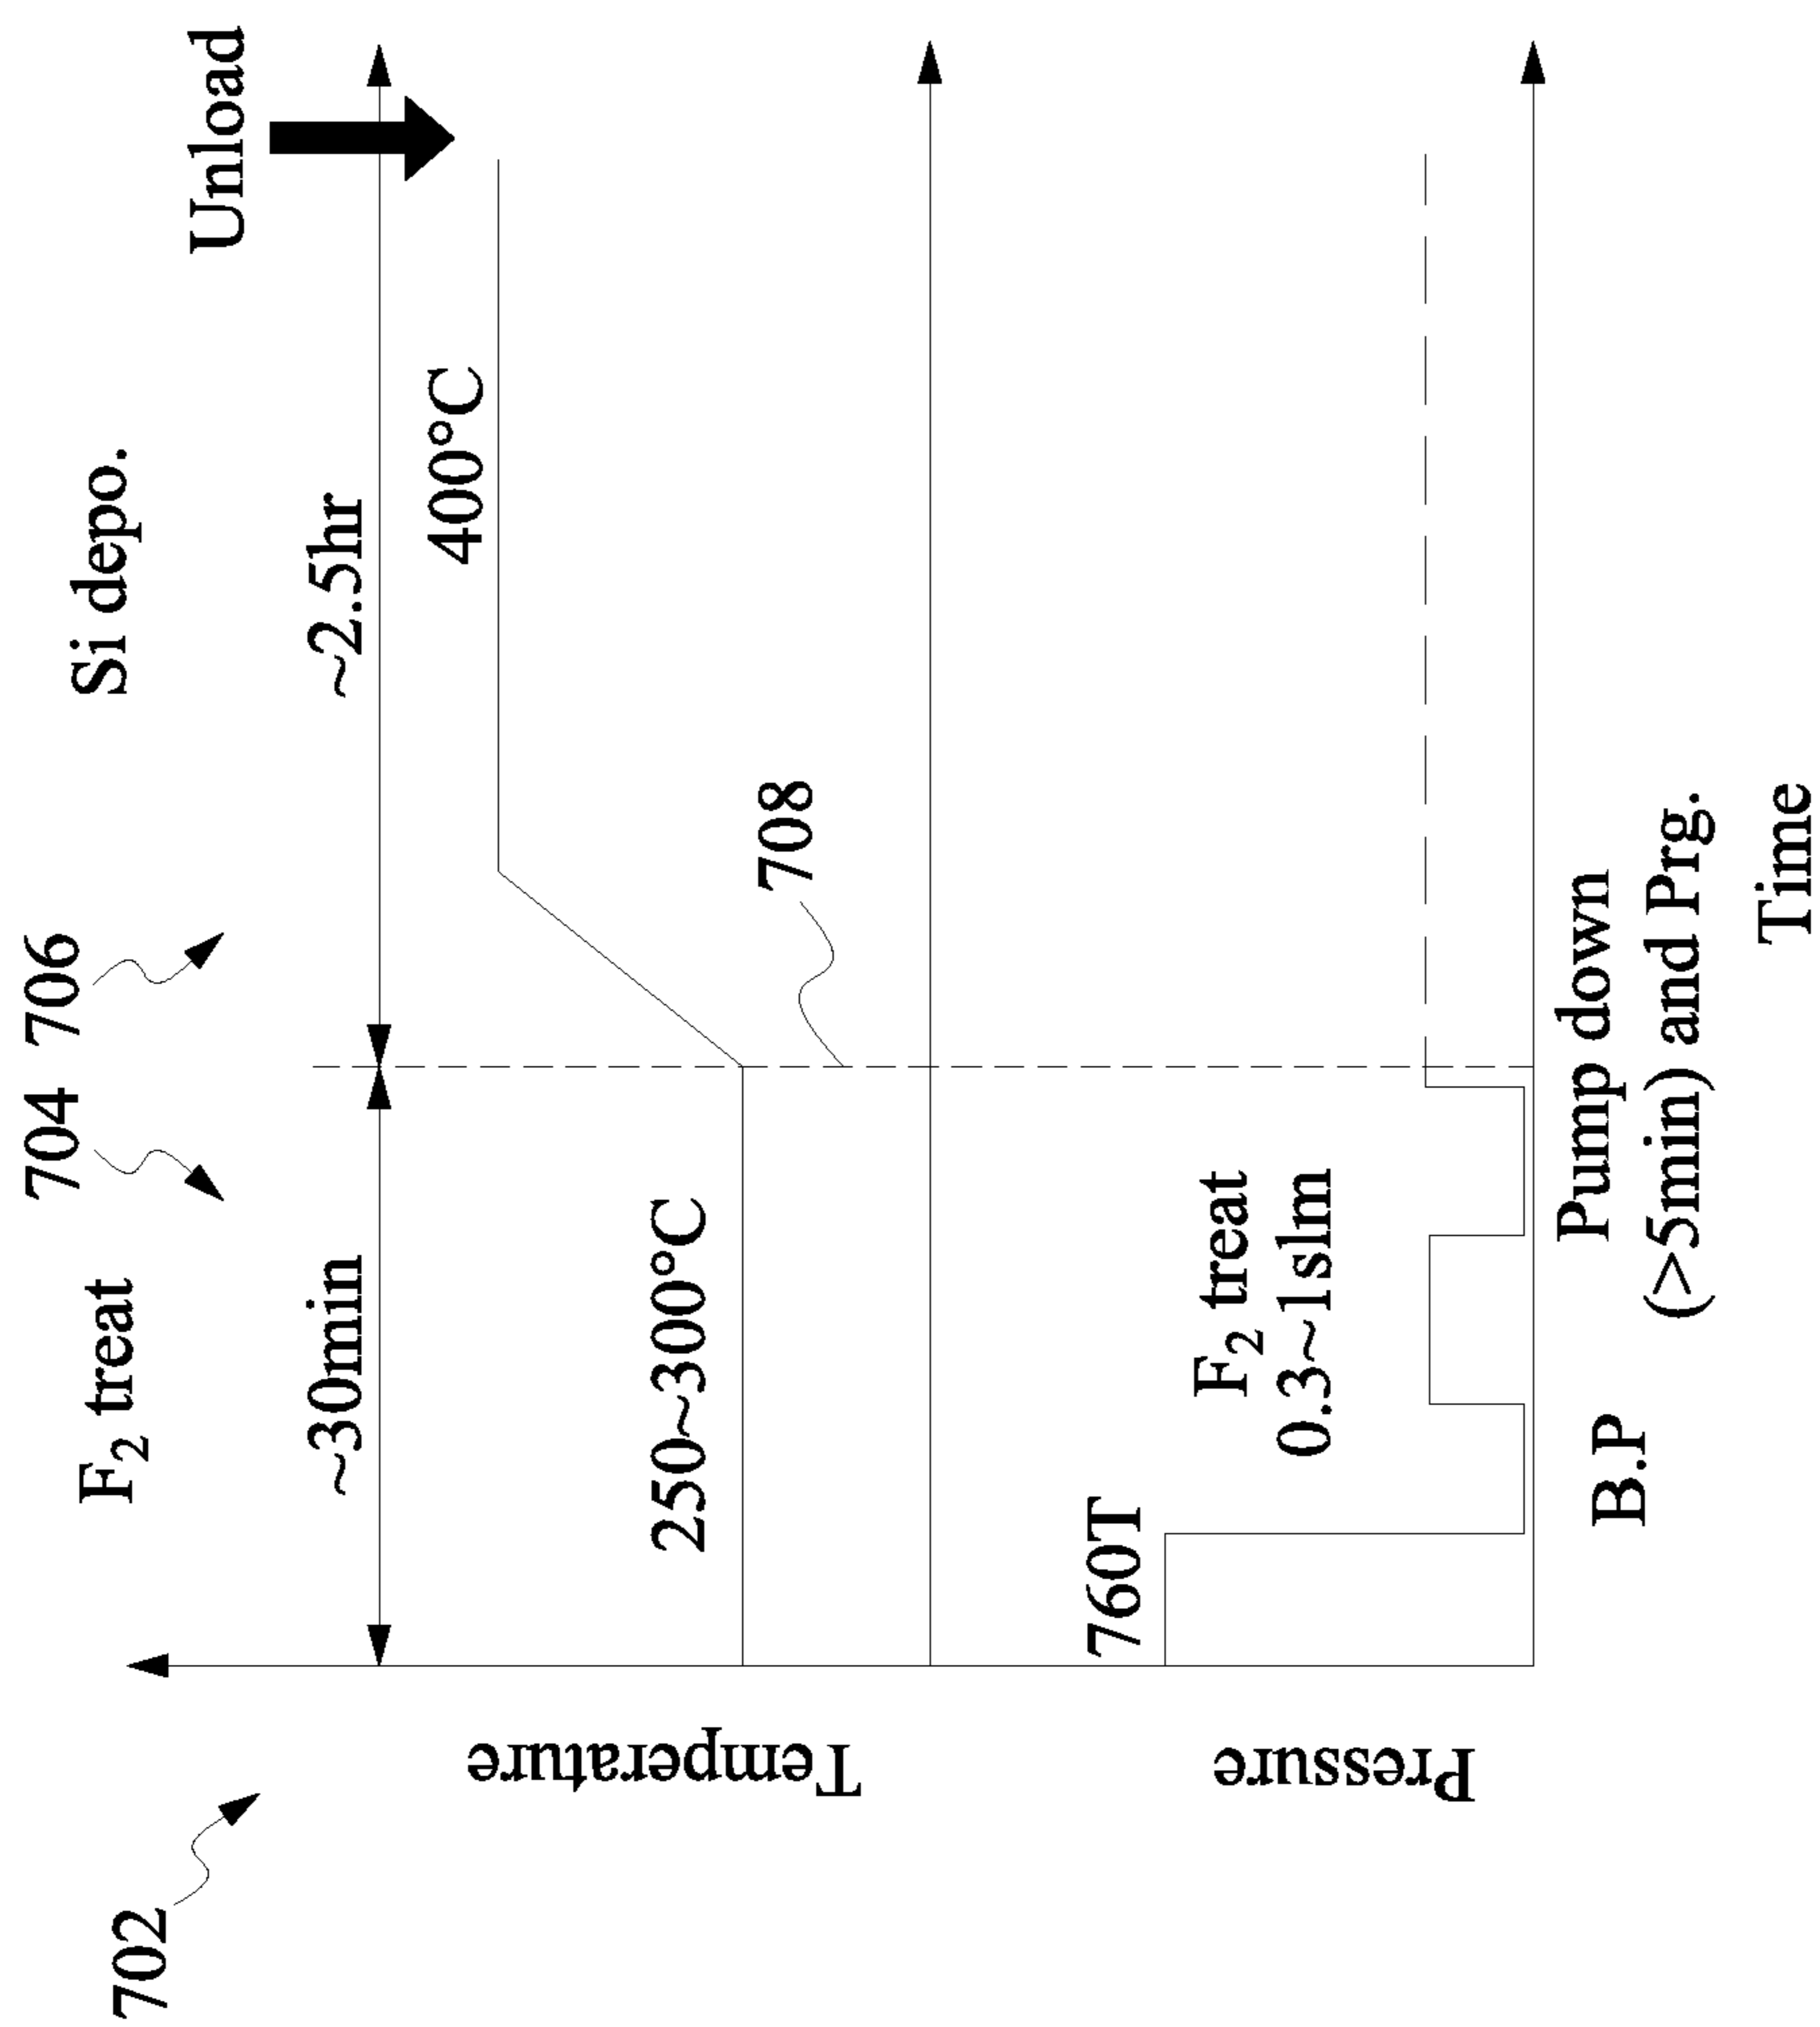 702
704 706
F₂ treat
Si depo.
Unload
~30min
~2.5hr
400°C
250~300°C
708
Temperature
760T
F₂ treat
0.3~1slm
Pressure
B.P
Pump down
(>5min) and Prg.
Time